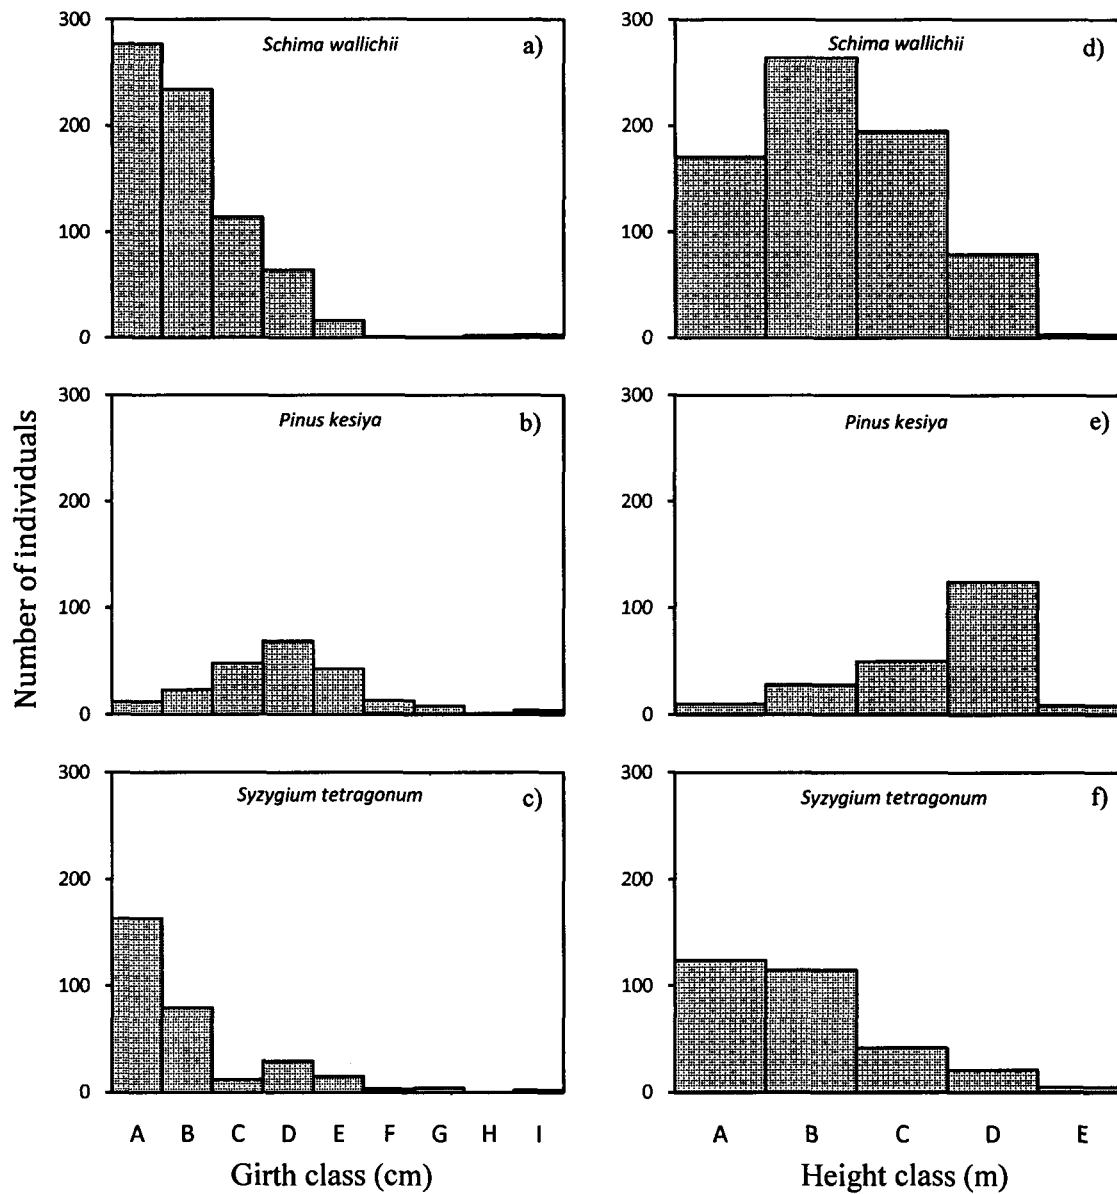 Number of individuals
300
200
100
0
Schima wallichii
a)
300
200
100
0
Schima wallichii
d)
300
200
100
0
Pinus kesiya
b)
300
200
100
0
Pinus kesiya
e)
300
200
100
0
Syzygium tetragonum
c)
A B C D E F G H I
Girth class (cm)
300
200
100
0
Syzygium tetragonum
f)
A B C D E
Height class (m)